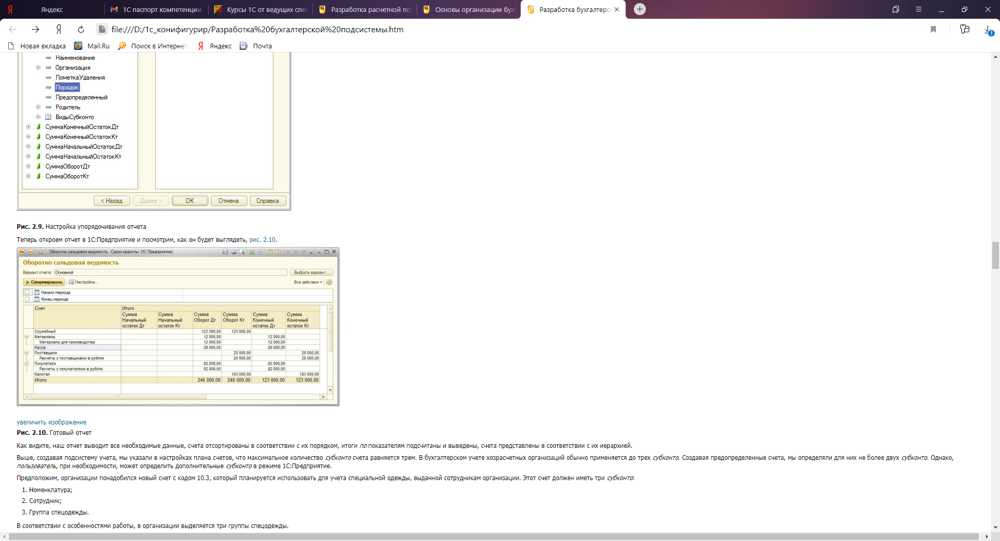 Яндекс
1С паспорт компетенции
Курсы 1С от ведущих спе
Разработка расчетной по
Основы организации бух
Разработка бухгалтерс
file:///D:/1с_конифигурир/Разработка%20бухгалтерской%20подсистемы.htm
1
Новая вкладка
Mail.Ru
Поиск в Интернет
Яндекс
Почта
Наименование
Организация
ПометкаУдаления
Порядок
Предопределенный
Родитель
ВидыСубконто
СуммаКонечныйОстатокДт
СуммаКонечныйОстатокКт
СуммаНачальныйОстатокДт
СуммаНачальныйОстатокКт
СуммаОборотДт
СуммаОборотКт
< Назад Далее > ОК Отмена Справка
Рис. 2.9. Настройка упорядочивания отчета
Теперь откроем отчет в 1С:Предприятие и посмотрим, как он будет выглядеть, рис. 2.10.
Оборотно сальдовая ведомость - Салон красоты (1С:Предприятие) M M+ M-
Оборотно сальдовая ведомость
Вариант отчета: Основной Выбрать вариант...
Сформировать Настройка... Все действия
Начало периода
Конец периода
Счет Итого
Сумма Начальный остаток Дт Сумма Начальный остаток Кт Сумма Оборот Дт Сумма Оборот Кт Сумма Конечный остаток Дт Сумма Конечный остаток Кт
Служебный 123 000,00 123 000,00
Материалы 12 000,00 12 000,00
Материалы для производства 12 000,00 12 000,00
Касса 29 000,00 29 000,00
Поставщики 20 000,00 20 000,00
Расчеты с поставщиками в рублях 20 000,00 20 000,00
Покупатели 82 000,00 82 000,00
Расчеты с покупателями в рублях 82 000,00 82 000,00
Капитал 103 000,00 103 000,00
Итого 246 000,00 246 000,00 123 000,00 123 000,00
увеличить изображение
Рис. 2.10. Готовый отчет
Как видите, наш отчет выводит все необходимые данные, счета отсортированы в соответствии с их порядком, итоги по показателям подсчитаны и выведены, счета представлены в соответствии с их иерархией.
Выше, создавая подсистему учета, мы указали в настройках плана счетов, что максимальное количество субконто счета равняется трем. В бухгалтерском учете хозрасчетных организаций обычно применяется до трех субконто. Создавая предопределенные счета, мы определяли для них не более двух субконто. Однако,
пользователь, при необходимости, может определить дополнительные субконто в режиме 1С:Предприятие.
Предположим, организации понадобился новый счет с кодом 10.3, который планируется использовать для учета специальной одежды, выданной сотрудникам организации. Этот счет должен иметь три субконто:
1. Номенклатура;
2. Сотрудник;
3. Группа спецодежды.
В соответствии с особенностями работы, в организации выделяется три группы спецодежды.